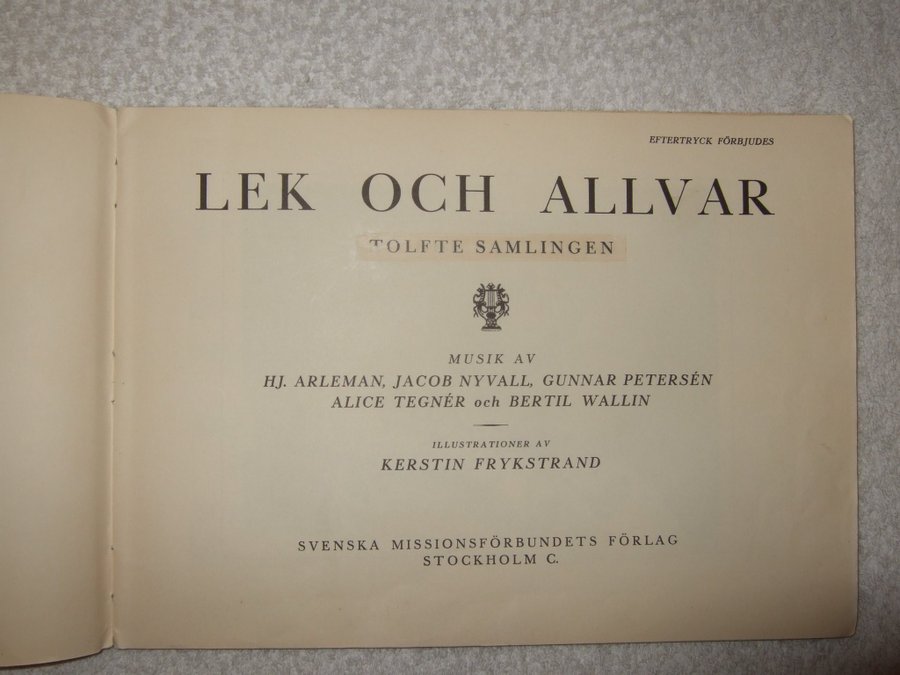 EFTERTRYCK FÖRBJUDES
LEK OCH ALLVAR
TOLFTE SAMLINGEN
MUSIK AV
HJ. ARLEMAN, JACOB NYVALL, GUNNAR PETERSÉN
ALICE TEGNÉR och BERTIL WALLIN
ILLUSTRATIONER AV
KERSTIN FRYKSTRAND
SVENSKA MISSIONSFÖRBUNDETS FÖRLAG
STOCKHOLM C.